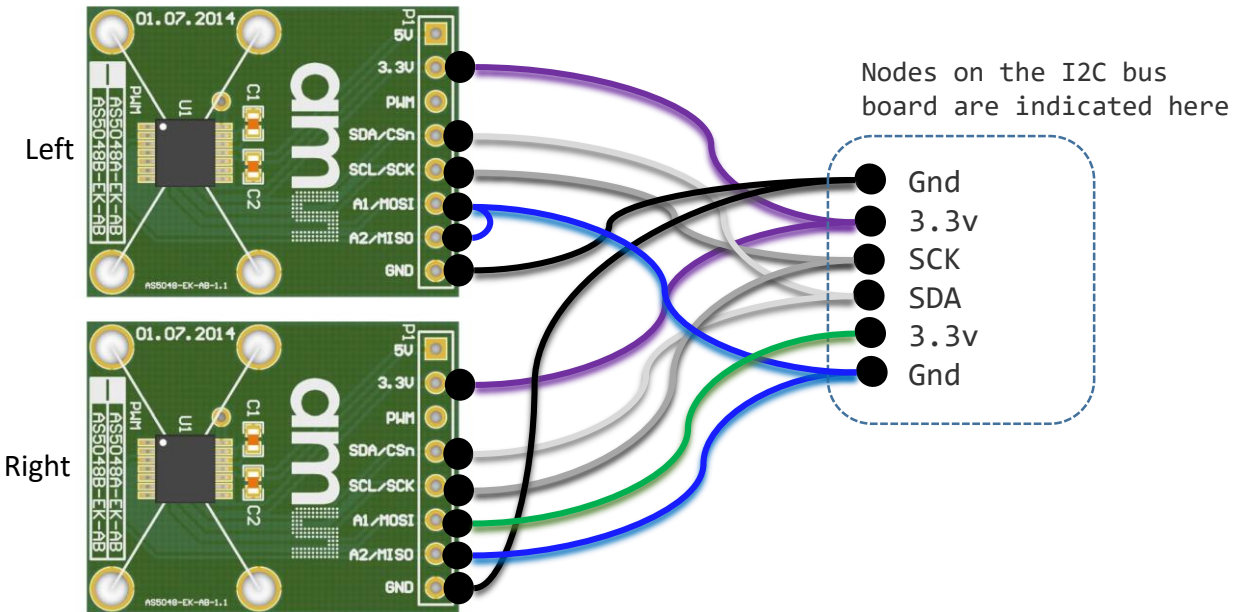 Left
01.07.2014
PWM
U1
C1
C2
AS5048A-EK-AB
AS5048B-EK-AB
AS5048-EK-AB-1.1
am
P1
5V
3.3V
PWM
SDA/CSn
SCL/SCK
A1/MOSI
A2/MISO
GND
Right
01.07.2014
PWM
U1
C1
C2
AS5048A-EK-AB
AS5048B-EK-AB
AS5048-EK-AB-1.1
am
P1
5V
3.3V
PWM
SDA/CSn
SCL/SCK
A1/MOSI
A2/MISO
GND
Nodes on the I2C bus
board are indicated here
Gnd
3.3v
SCK
SDA
3.3v
Gnd